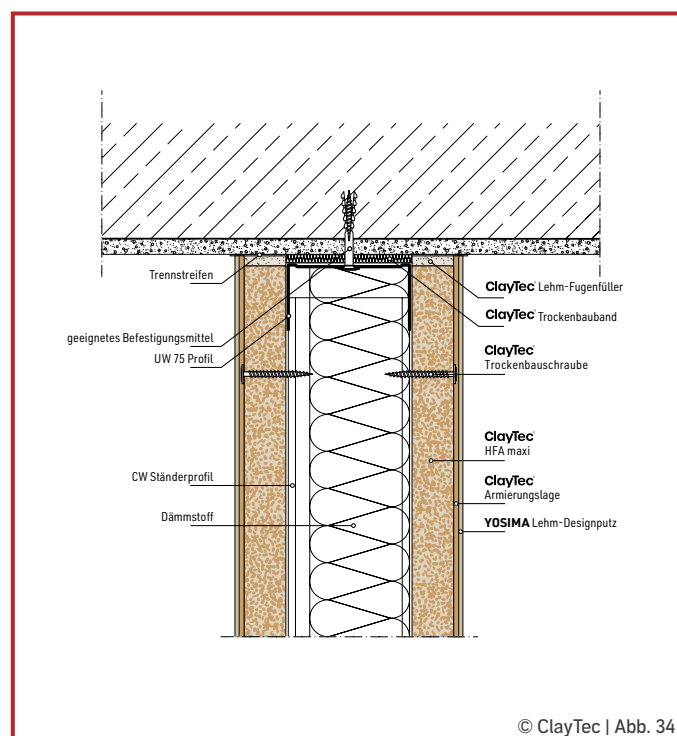 Trennstreifen
geeignetes Befestigungsmittel
UW 75 Profil
CW Ständerprofil
Dämmstoff
ClayTec® Lehm-Fugenfüller
ClayTec® Trockenbauband
ClayTec®
Trockenbauschraube
ClayTec®
HFA maxi
ClayTec®
Armierungslage
YOSIMA Lehm-Designputz
© ClayTec | Abb. 34